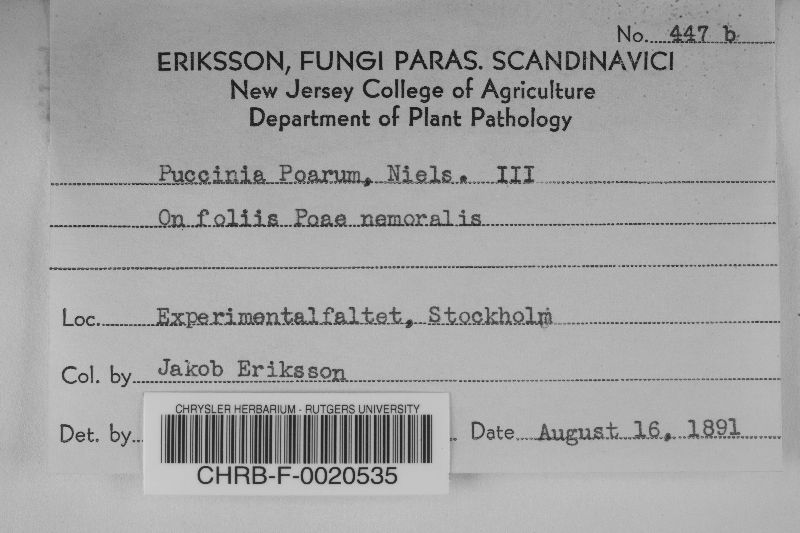 No. 447 b
ERIKSSON, FUNGI PARAS. SCANDINAVICI
New Jersey College of Agriculture
Department of Plant Pathology
Puccinia Poarum, Niels. III
On foliis Poae nemoralis
Loc. Experimentalfaltet, Stockholm
Col. by Jakob Eriksson
Det. by Date August 16, 1891
CHRYSLER HERBARIUM - RUTGERS UNIVERSITY
CHRB-F-0020535